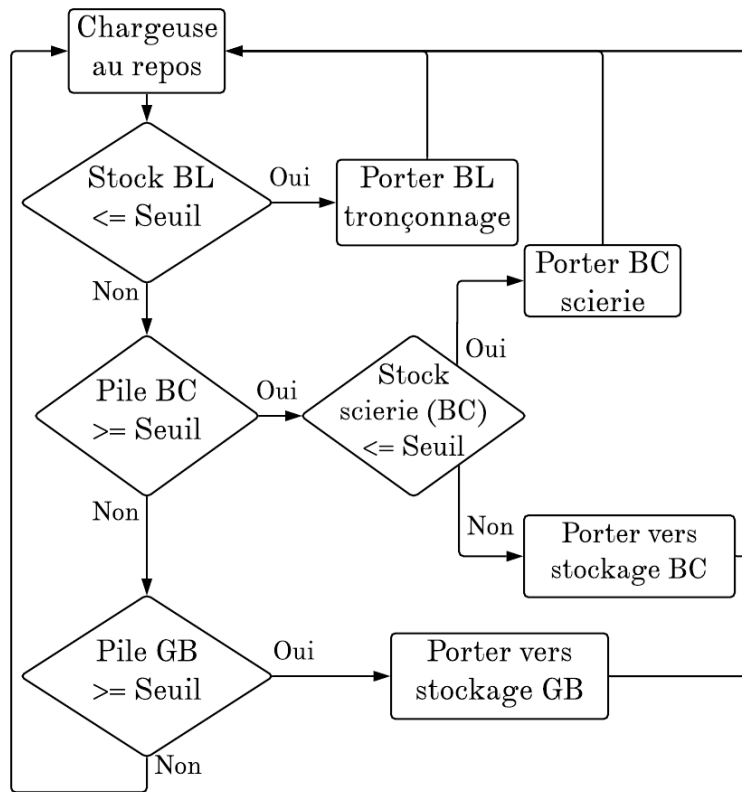 Chargeuse
au repos
Stock BL
<= Seuil
Oui
Porter BL
tronçonnage
Non
Porter BC
scierie
Oui
Pile BC
>= Seuil
Oui
Stock
scierie (BC)
<= Seuil
Non
Non
Porter vers
stockage BC
Pile GB
>= Seuil
Oui
Porter vers
stockage GB
Non